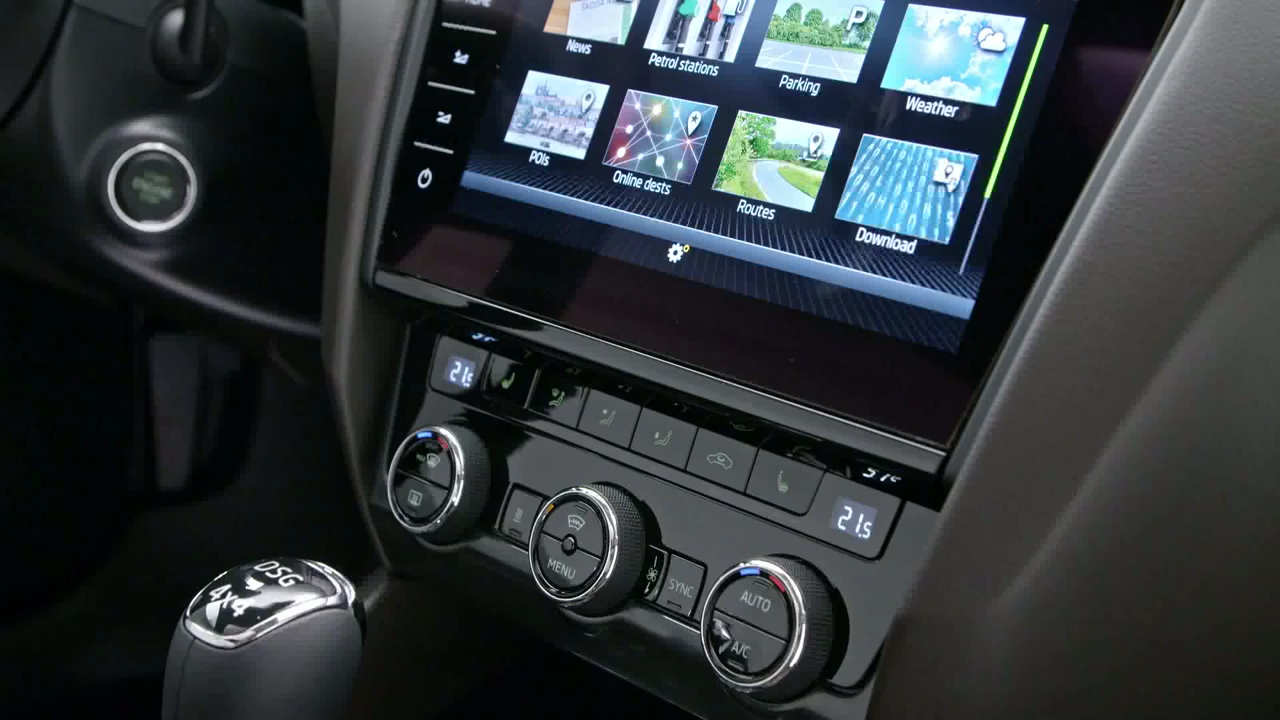 News
Petrol stations
Parking
Weather
POIs
Online dests
Routes
Download
21.5
21.5
MENU
SYNC
AUTO
A/C
DSG
4x4